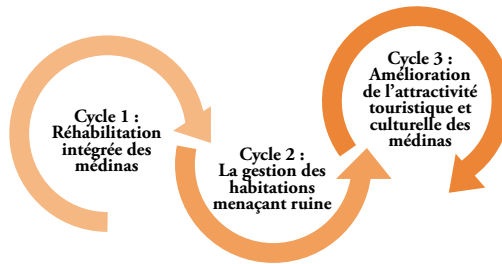 Cycle 1 :
Réhabilitation
intégrée des
médinas
Cycle 2 :
La gestion des
habitations
menaçant ruine
Cycle 3 :
Amélioration
de l’attractivité
touristique et
culturelle des
médinas